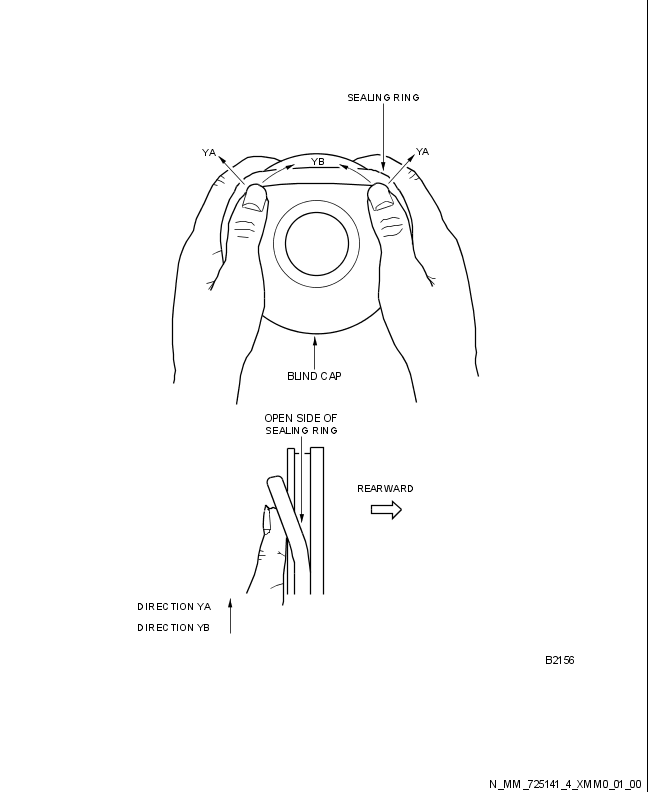 SEALING RING
YA
YB
YA
BLIND CAP
OPEN SIDE OF
SEALING RING
REARWARD
DIRECTION YA
DIRECTION YB
B2156
N_MM_725141_4_XMM0_01_00